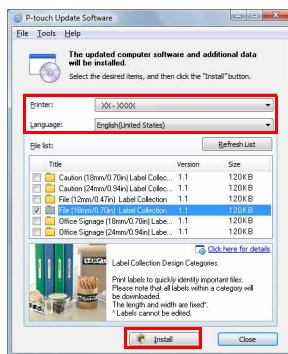 P-touch Update Software
File Tools Help
The updated computer software and additional data
will be installed.
Select the desired items, and then click the "Install" button.
Printer: XX-XXXX
Language: English(United States)
File list: Refresh List
Title Version Size
Caution (18mm/0.70in) Label Collec... 1.1 120KB
Caution (24mm/0.94in) Label Collec... 1.1 120KB
File (12mm/0.47in) Label Collection 1.1 120KB
File (18mm/0.70in) Label Collection 1.1 120KB
Office Signage (18mm/0.70in) Labe... 1.1 120KB
Office Signage (24mm/0.94in) Labe... 1.1 120KB
Click here for details
Label Collection Design Categories.
Print labels to quickly identify important files.
Please note that all labels within a category will
be downloaded.
The length and width are fixed*.
* Labels cannot be edited.
Install Close